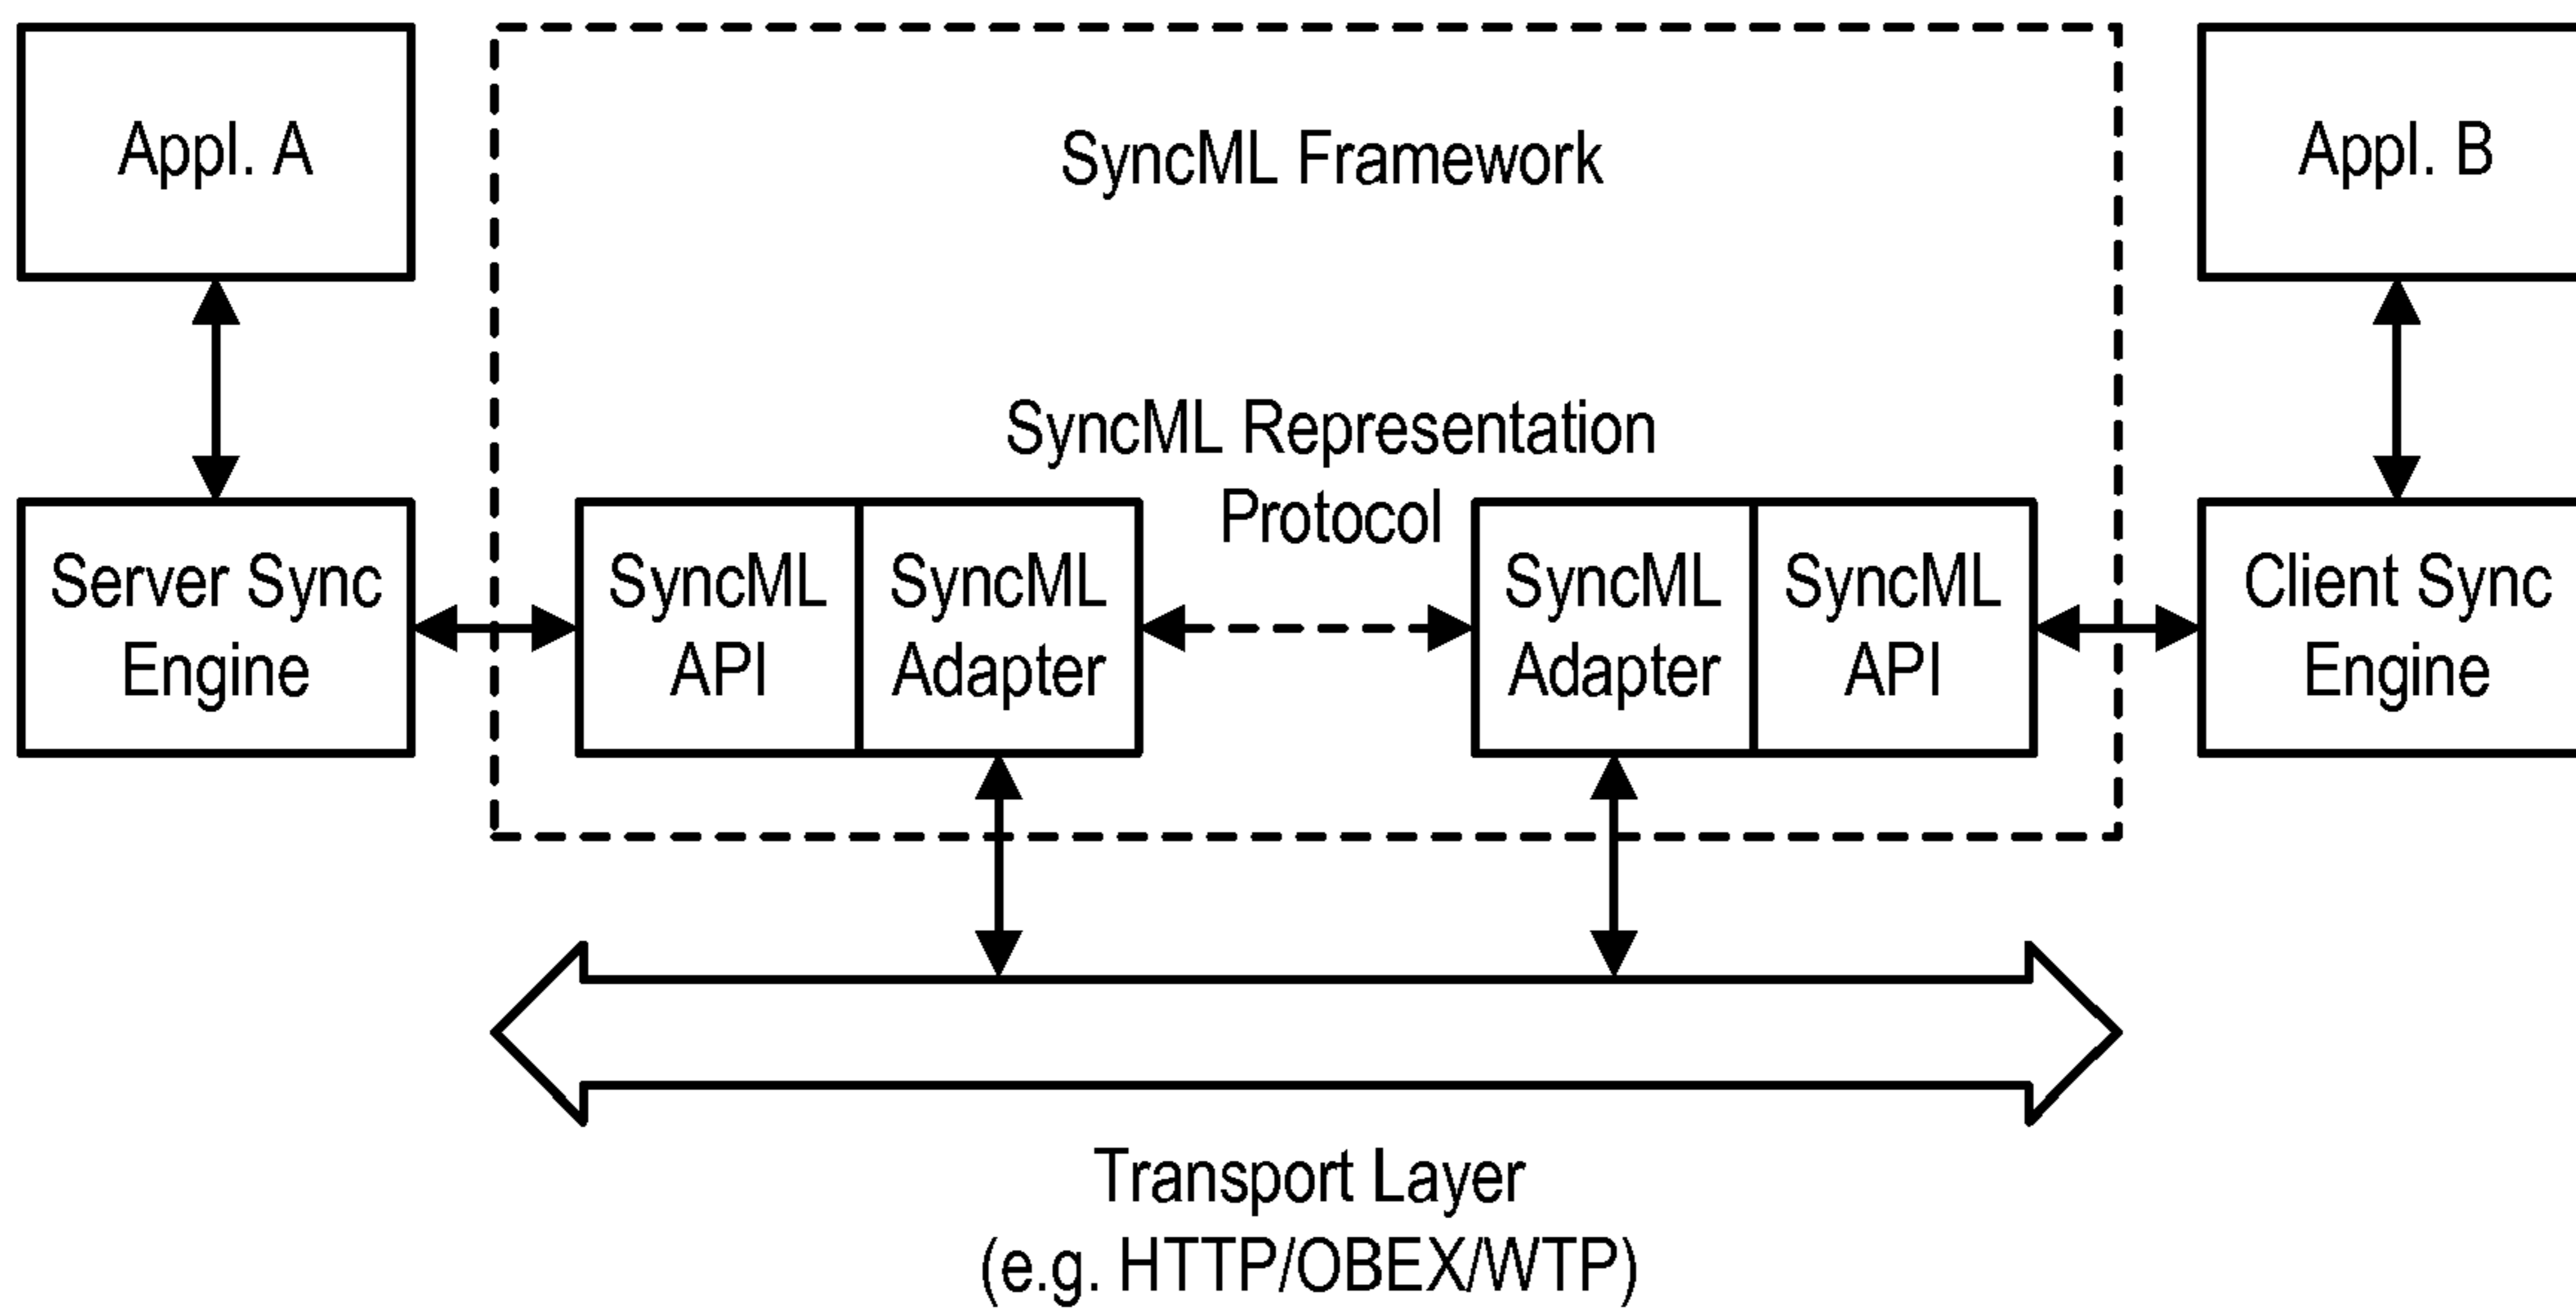 Appl. A
SyncML Framework
Appl. B
SyncML Representation
Protocol
Server Sync
Engine
SyncML
API
SyncML
Adapter
SyncML
Adapter
SyncML
API
Client Sync
Engine
Transport Layer
(e.g. HTTP/OBEX/WTP)